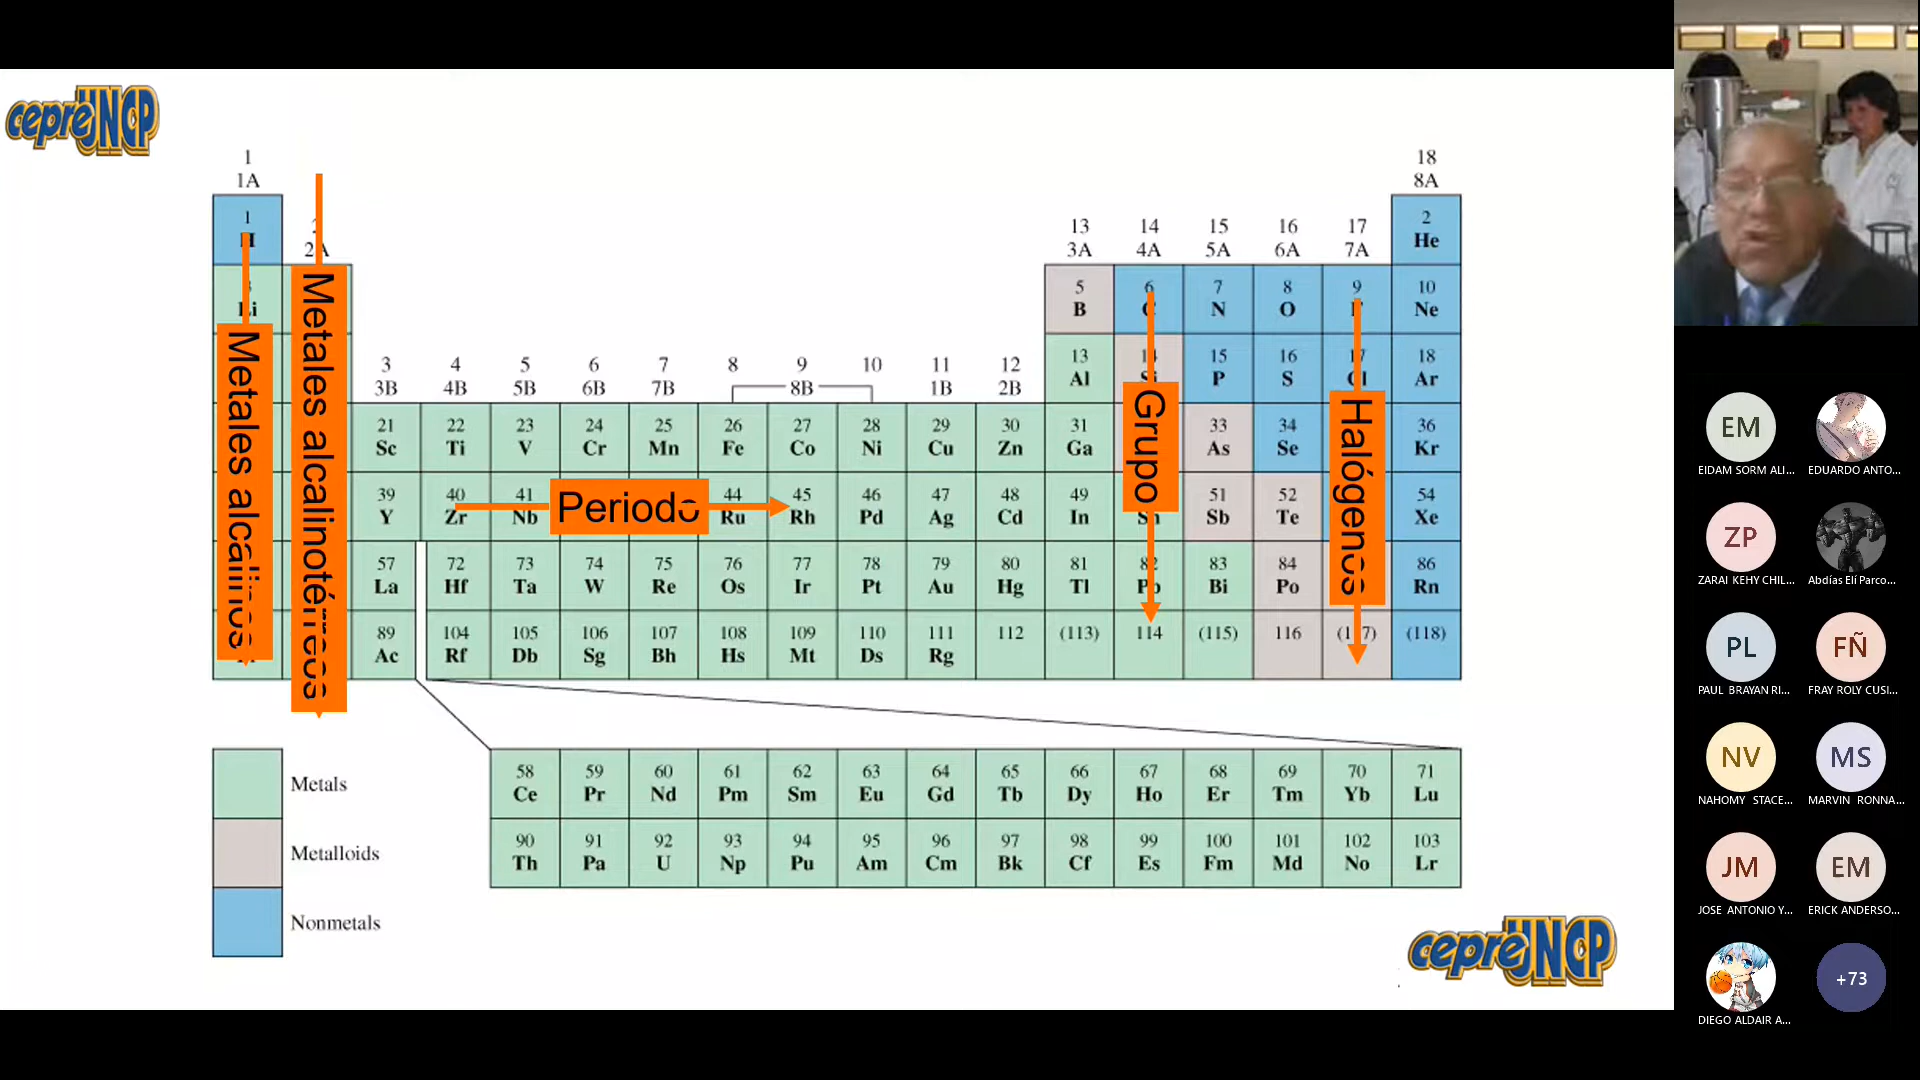 cepreUNCP
1 18
1A 8A
1 2
H He
2 13 14 15 16 17
2A 3A 4A 5A 6A 7A
5 6 7 8 9 10
Li B C N O F Ne
13 14 15 16 17 18
Al Si P S Cl Ar
3 4 5 6 7 8 9 10 11 12
3B 4B 5B 6B 7B 8B 1B 2B
21 22 23 24 25 26 27 28 29 30 31 33 34 36
Sc Ti V Cr Mn Fe Co Ni Cu Zn Ga As Se Kr
39 40 41 44 45 46 47 48 49 51 52 54
Y Zr Nb Ru Rh Pd Ag Cd In Sn Sb Te Xe
57 72 73 74 75 76 77 78 79 80 81 82 83 84 86
La Hf Ta W Re Os Ir Pt Au Hg Tl Pb Bi Po Rn
89 104 105 106 107 108 109 110 111 112 (113) 114 (115) 116 (117) (118)
Ac Rf Db Sg Bh Hs Mt Ds Rg
Metales alcalinos
Metales alcalinotérreos
Periodo
Grupo
Halógenos
58 59 60 61 62 63 64 65 66 67 68 69 70 71
Ce Pr Nd Pm Sm Eu Gd Tb Dy Ho Er Tm Yb Lu
90 91 92 93 94 95 96 97 98 99 100 101 102 103
Th Pa U Np Pu Am Cm Bk Cf Es Fm Md No Lr
Metals
Metalloids
Nonmetals
cepreUNCP
EM
EIDAM SORM ALI... EDUARDO ANTO...
ZP
ZARAI KEHY CHIL... Abdías Elí Parco...
PL FÑ
PAUL BRAYAN RI... FRAY ROLY CUSI...
NV MS
NAHOMY STACE... MARVIN RONNA...
JM EM
JOSE ANTONIO Y... ERICK ANDERSO...
+73
DIEGO ALDAIR A...